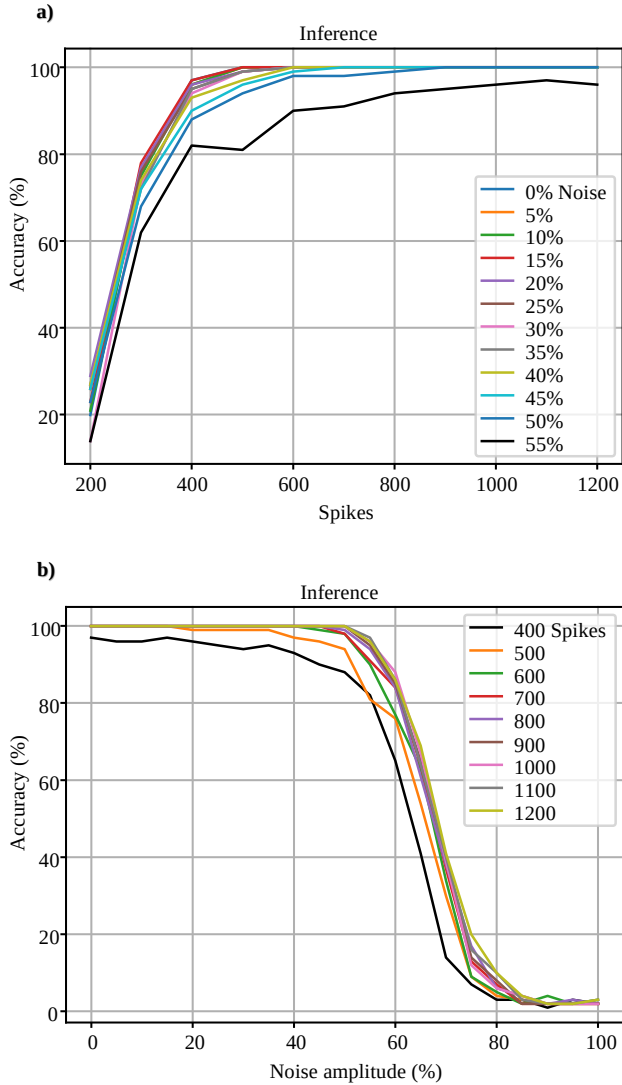 a)
Inference
100
80
60
40
20
Accuracy (%)
0% Noise
5%
10%
15%
20%
25%
30%
35%
40%
45%
50%
55%
200 400 600 800 1000 1200
Spikes
b)
Inference
100
80
60
40
20
0
Accuracy (%)
400 Spikes
500
600
700
800
900
1000
1100
1200
0 20 40 60 80 100
Noise amplitude (%)